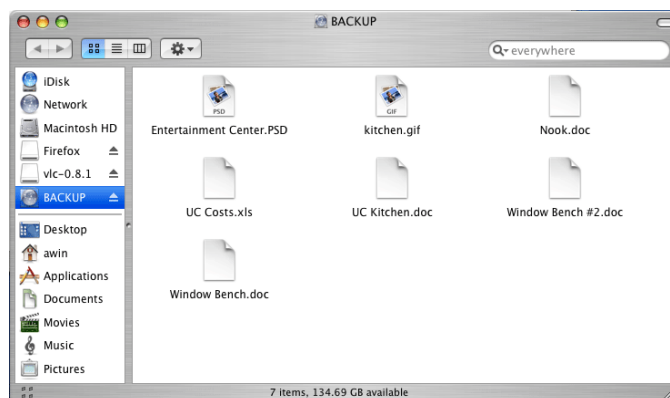 BACKUP
everywhere
iDisk
Network
Macintosh HD
Firefox
vlc-0.8.1
BACKUP
Desktop
awin
Applications
Documents
Movies
Music
Pictures
PSD
GIF
Entertainment Center.PSD
kitchen.gif
Nook.doc
UC Costs.xls
UC Kitchen.doc
Window Bench #2.doc
Window Bench.doc
7 items, 134.69 GB available